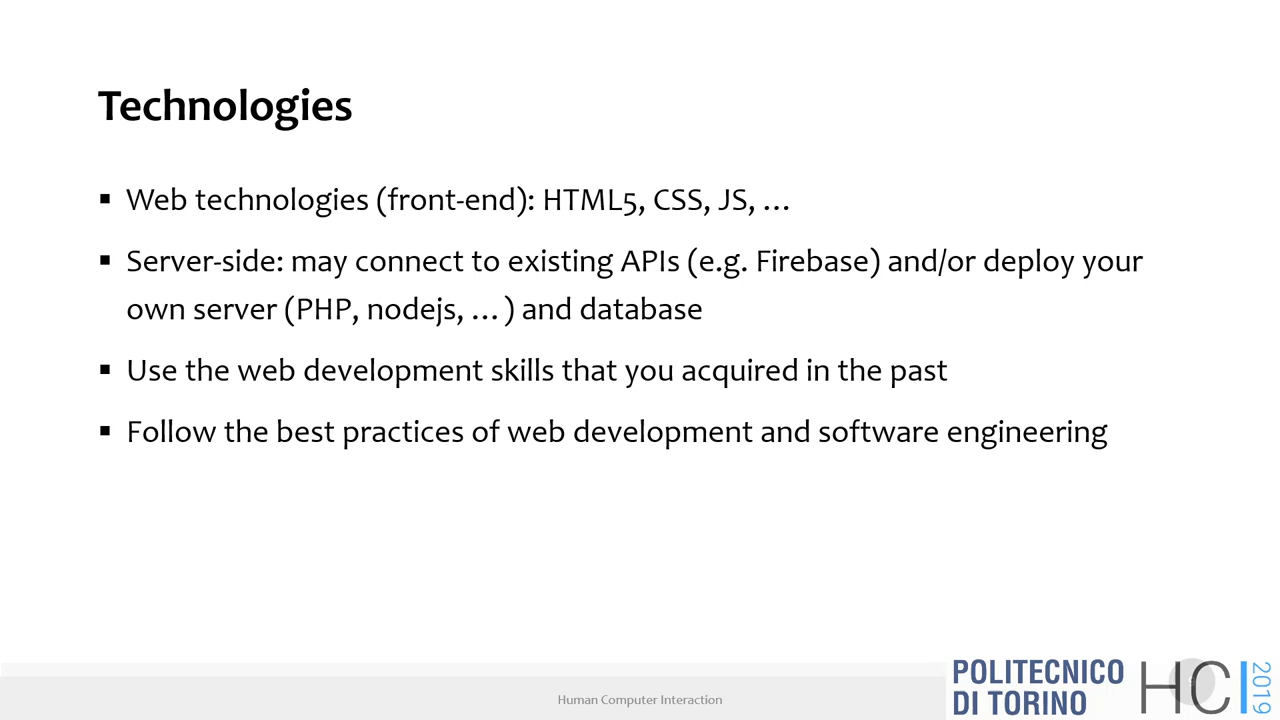 Technologies
▪ Web technologies (front-end): HTML5, CSS, JS, …
▪ Server-side: may connect to existing APIs (e.g. Firebase) and/or deploy your
own server (PHP, nodejs, … ) and database
▪ Use the web development skills that you acquired in the past
▪ Follow the best practices of web development and software engineering
Human Computer Interaction
POLITECNICO
DI TORINO
HCI
2019